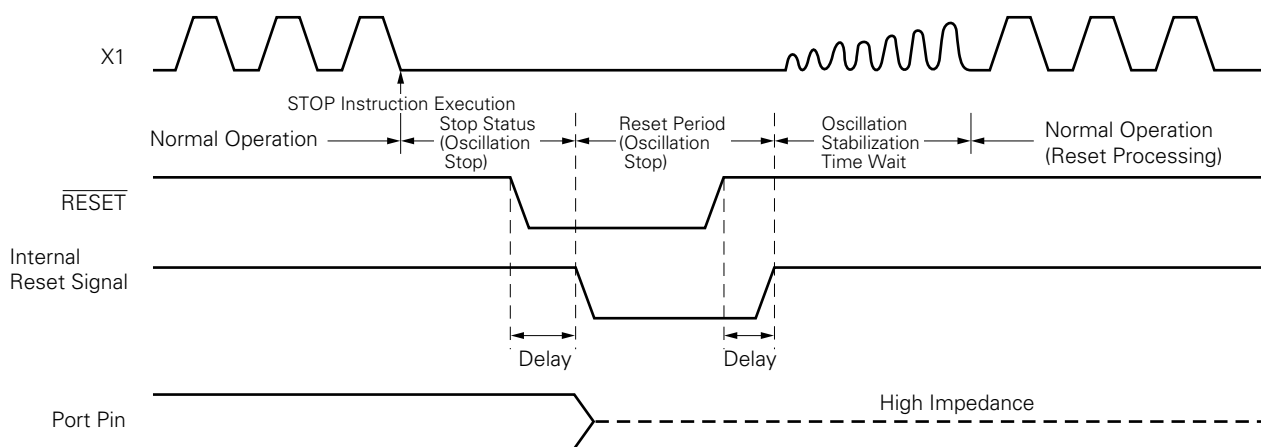 X1
STOP Instruction Execution
Normal Operation
Stop Status
(Oscillation
Stop)
Reset Period
(Oscillation
Stop)
Oscillation
Stabilization
Time Wait
Normal Operation
(Reset Processing)
RESET
Internal
Reset Signal
Delay
Delay
Port Pin
High Impedance